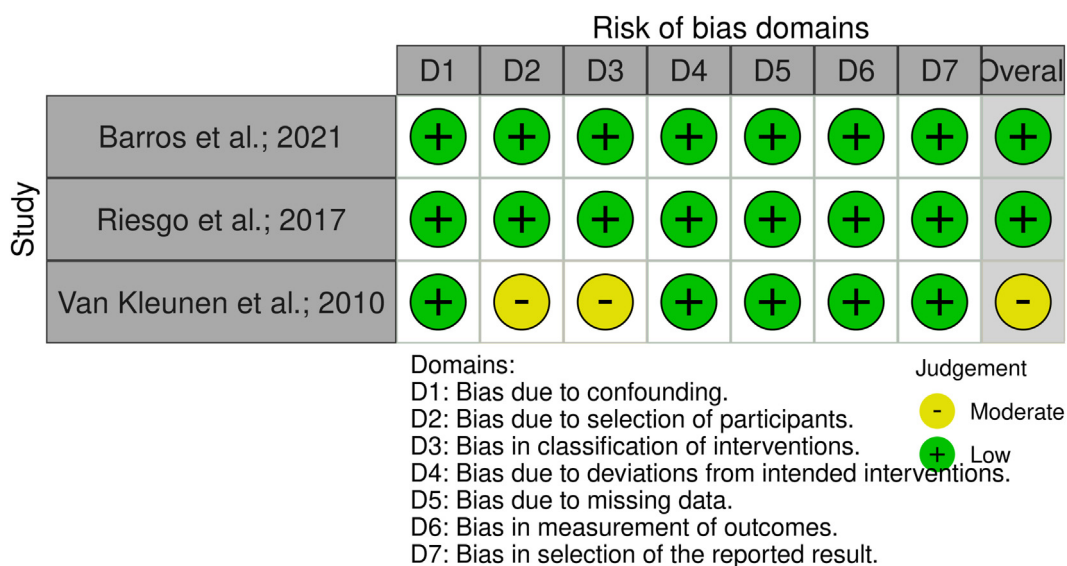 Risk of bias domains
D1 D2 D3 D4 D5 D6 D7 Overall
Study
Barros et al.; 2021 + + + + + + + +
Riesgo et al.; 2017 + + + + + + + +
Van Kleunen et al.; 2010 + - - + + + + -
Domains:
D1: Bias due to confounding.
D2: Bias due to selection of participants.
D3: Bias in classification of interventions.
D4: Bias due to deviations from intended interventions.
D5: Bias due to missing data.
D6: Bias in measurement of outcomes.
D7: Bias in selection of the reported result.
Judgement
- Moderate
+ Low